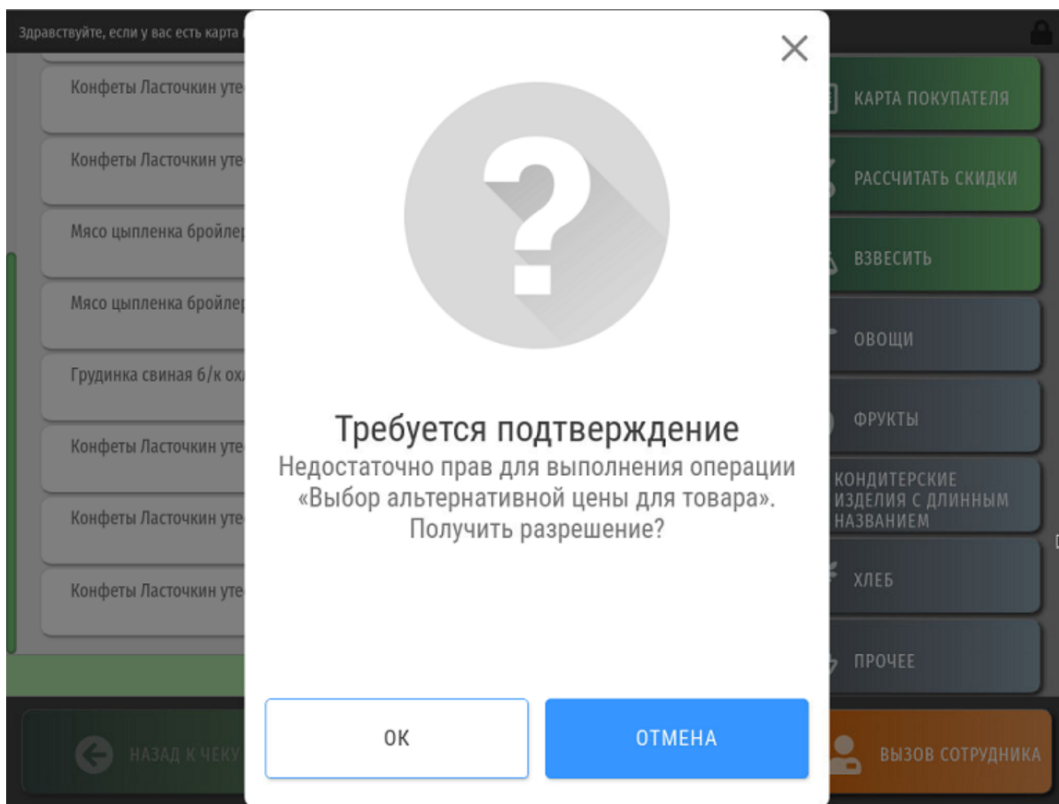 Здравствуйте, если у вас есть карта
Конфеты Ласточкин уте
Конфеты Ласточкин уте
Мясо цыпленка бройлер
Мясо цыпленка бройлер
Грудинка свиная б/к ох
Конфеты Ласточкин уте
Конфеты Ласточкин уте
Конфеты Ласточкин уте
НАЗАД К ЧЕКУ
?
Требуется подтверждение
Недостаточно прав для выполнения операции
«Выбор альтернативной цены для товара».
Получить разрешение?
ОК
ОТМЕНА
КАРТА ПОКУПАТЕЛЯ
РАССЧИТАТЬ СКИДКИ
ВЗВЕСИТЬ
ОВОЩИ
ФРУКТЫ
КОНДИТЕРСКИЕ
ИЗДЕЛИЯ С ДЛИННЫМ
НАЗВАНИЕМ
ХЛЕБ
ПРОЧЕЕ
ВЫЗОВ СОТРУДНИКА